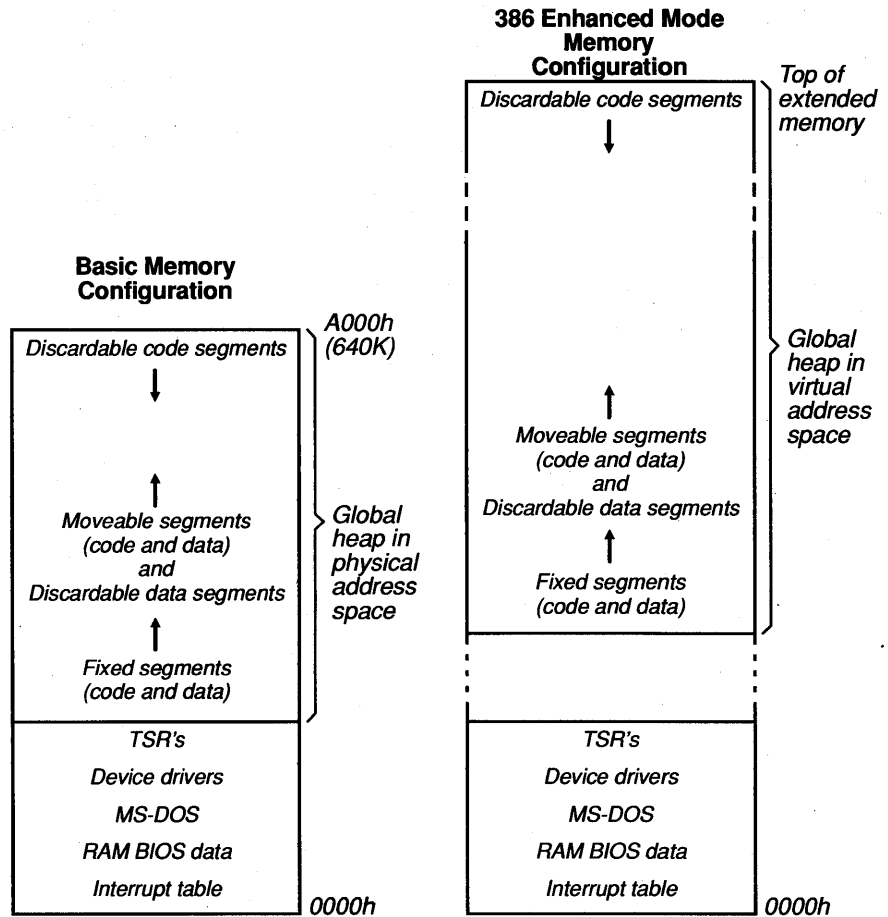 386 Enhanced Mode
Memory
Configuration
Top of
extended
memory
Discardable code segments
Global
heap in
virtual
address
space
Moveable segments
(code and data)
and
Discardable data segments
Fixed segments
(code and data)
TSR's
Device drivers
MS-DOS
RAM BIOS data
Interrupt table
0000h
Basic Memory
Configuration
A000h
(640K)
Discardable code segments
Moveable segments
(code and data)
and
Discardable data segments
Global
heap in
physical
address
space
Fixed segments
(code and data)
TSR's
Device drivers
MS-DOS
RAM BIOS data
Interrupt table
0000h